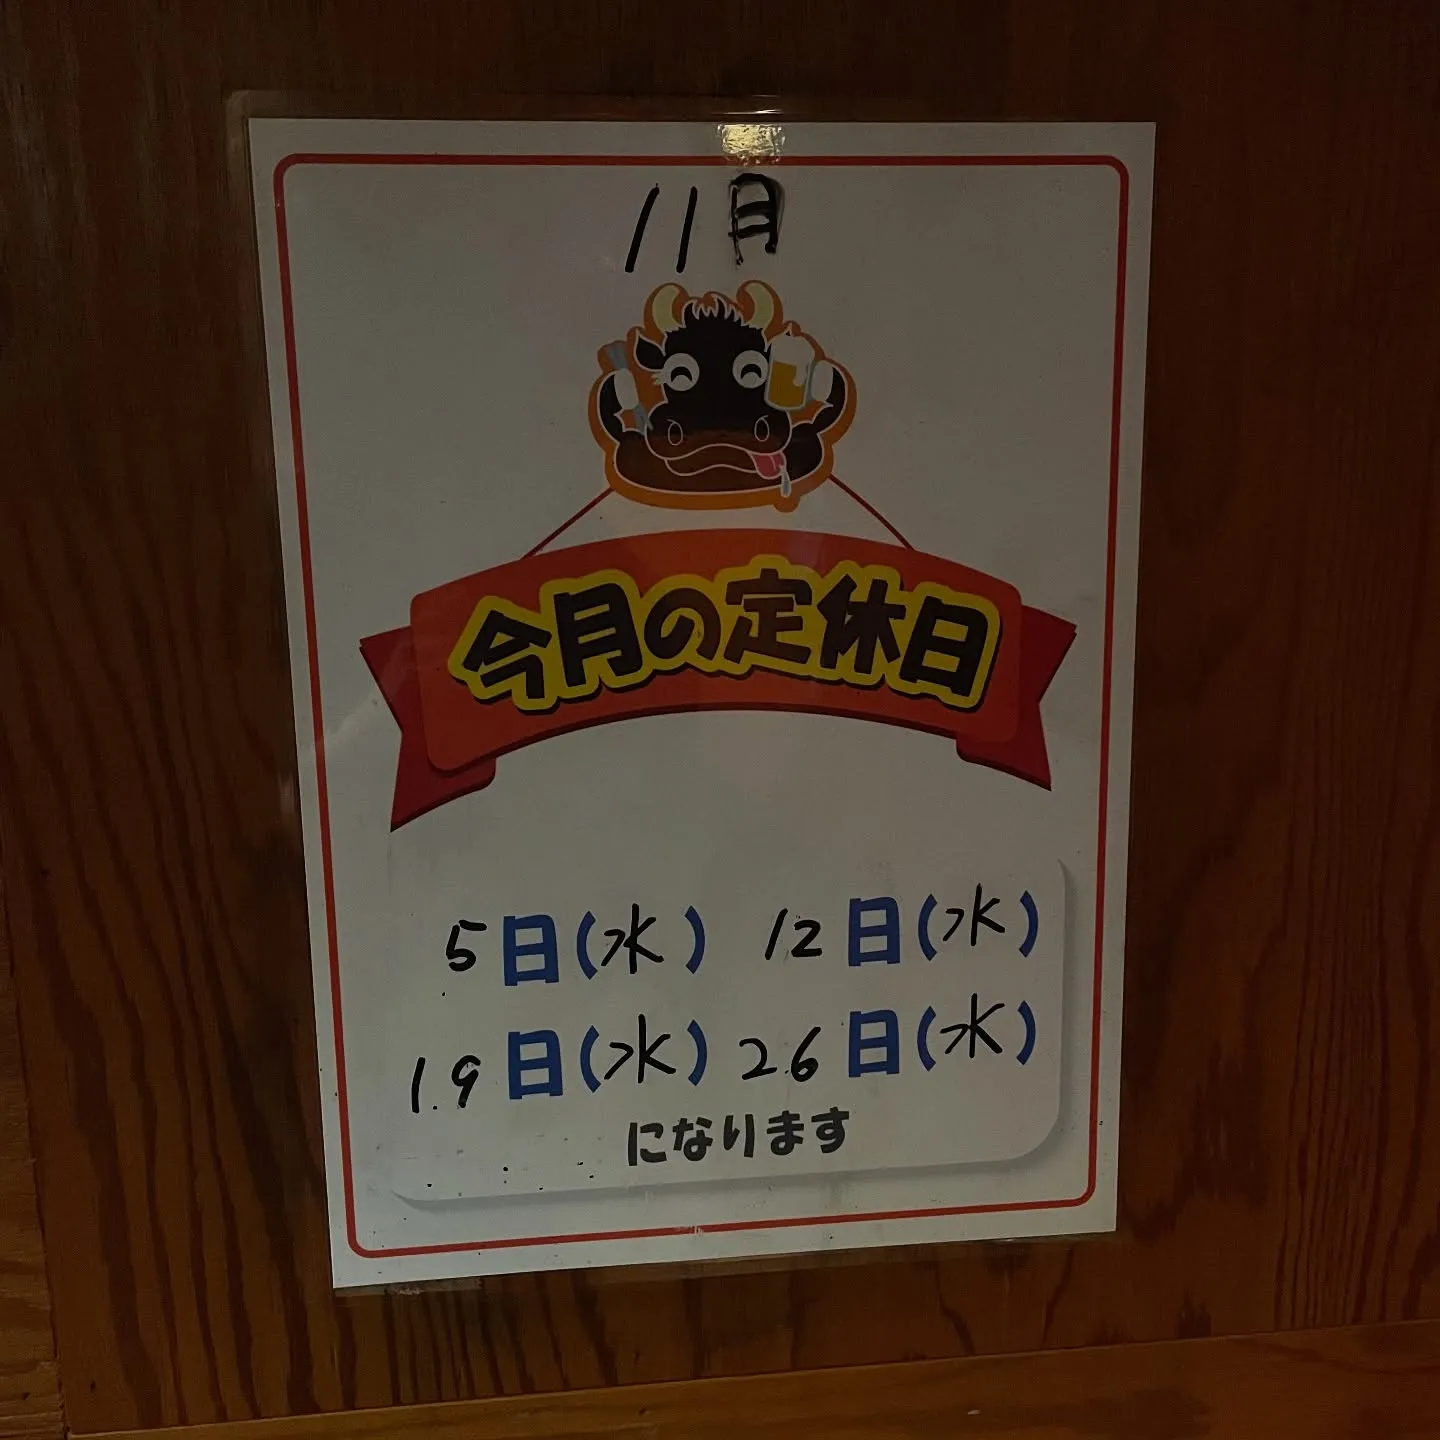 11月
今月の定休日
5日(水) 12日(水)
19日(水) 26日(水)
になります